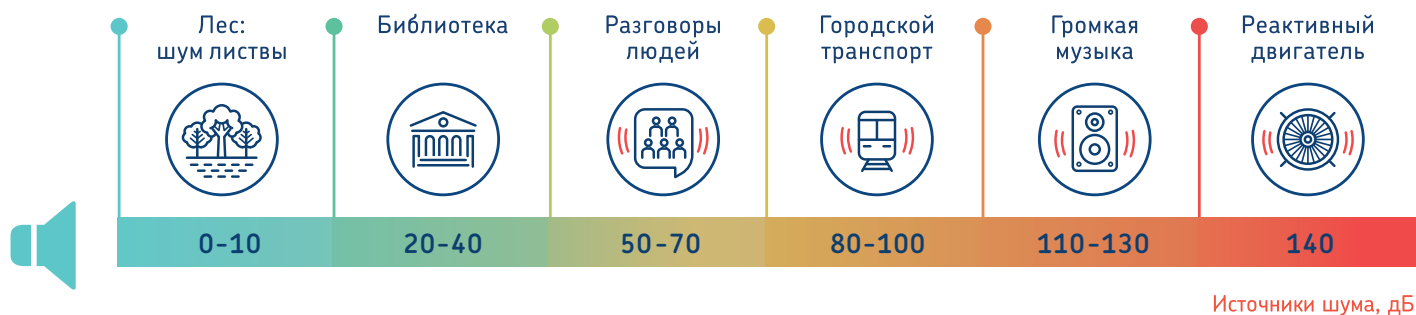 Лес:
шум листвы
Библиотека
Разговоры
людей
Городской
транспорт
Громкая
музыка
Реактивный
двигатель
0-10
20-40
50-70
80-100
110-130
140
Источники шума, дБ